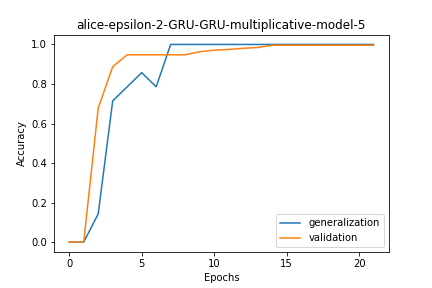 alice-epsilon-2-GRU-GRU-multiplicative-model-5
1.0
0.8
0.6
0.4
0.2
0.0
Accuracy
0 5 10 15 20
Epochs
generalization
validation